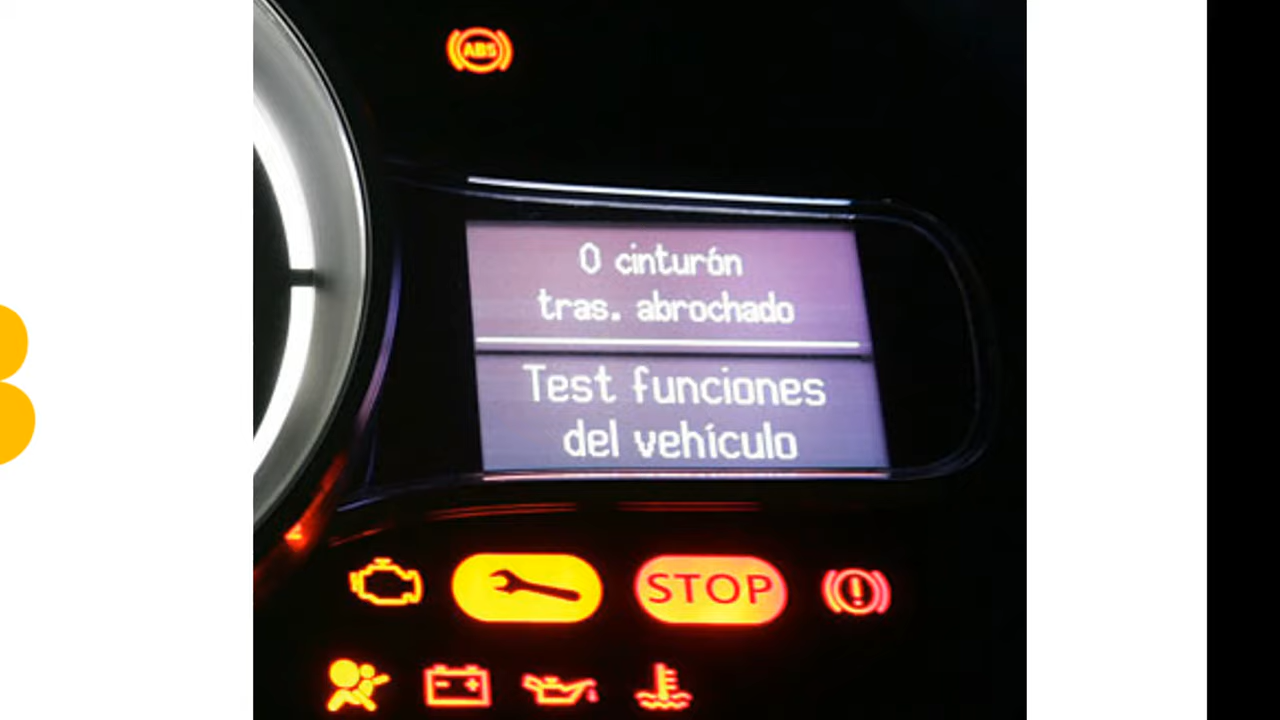 ABS
0 cinturón
tras. abrochado
Test funciones
del vehículo
STOP